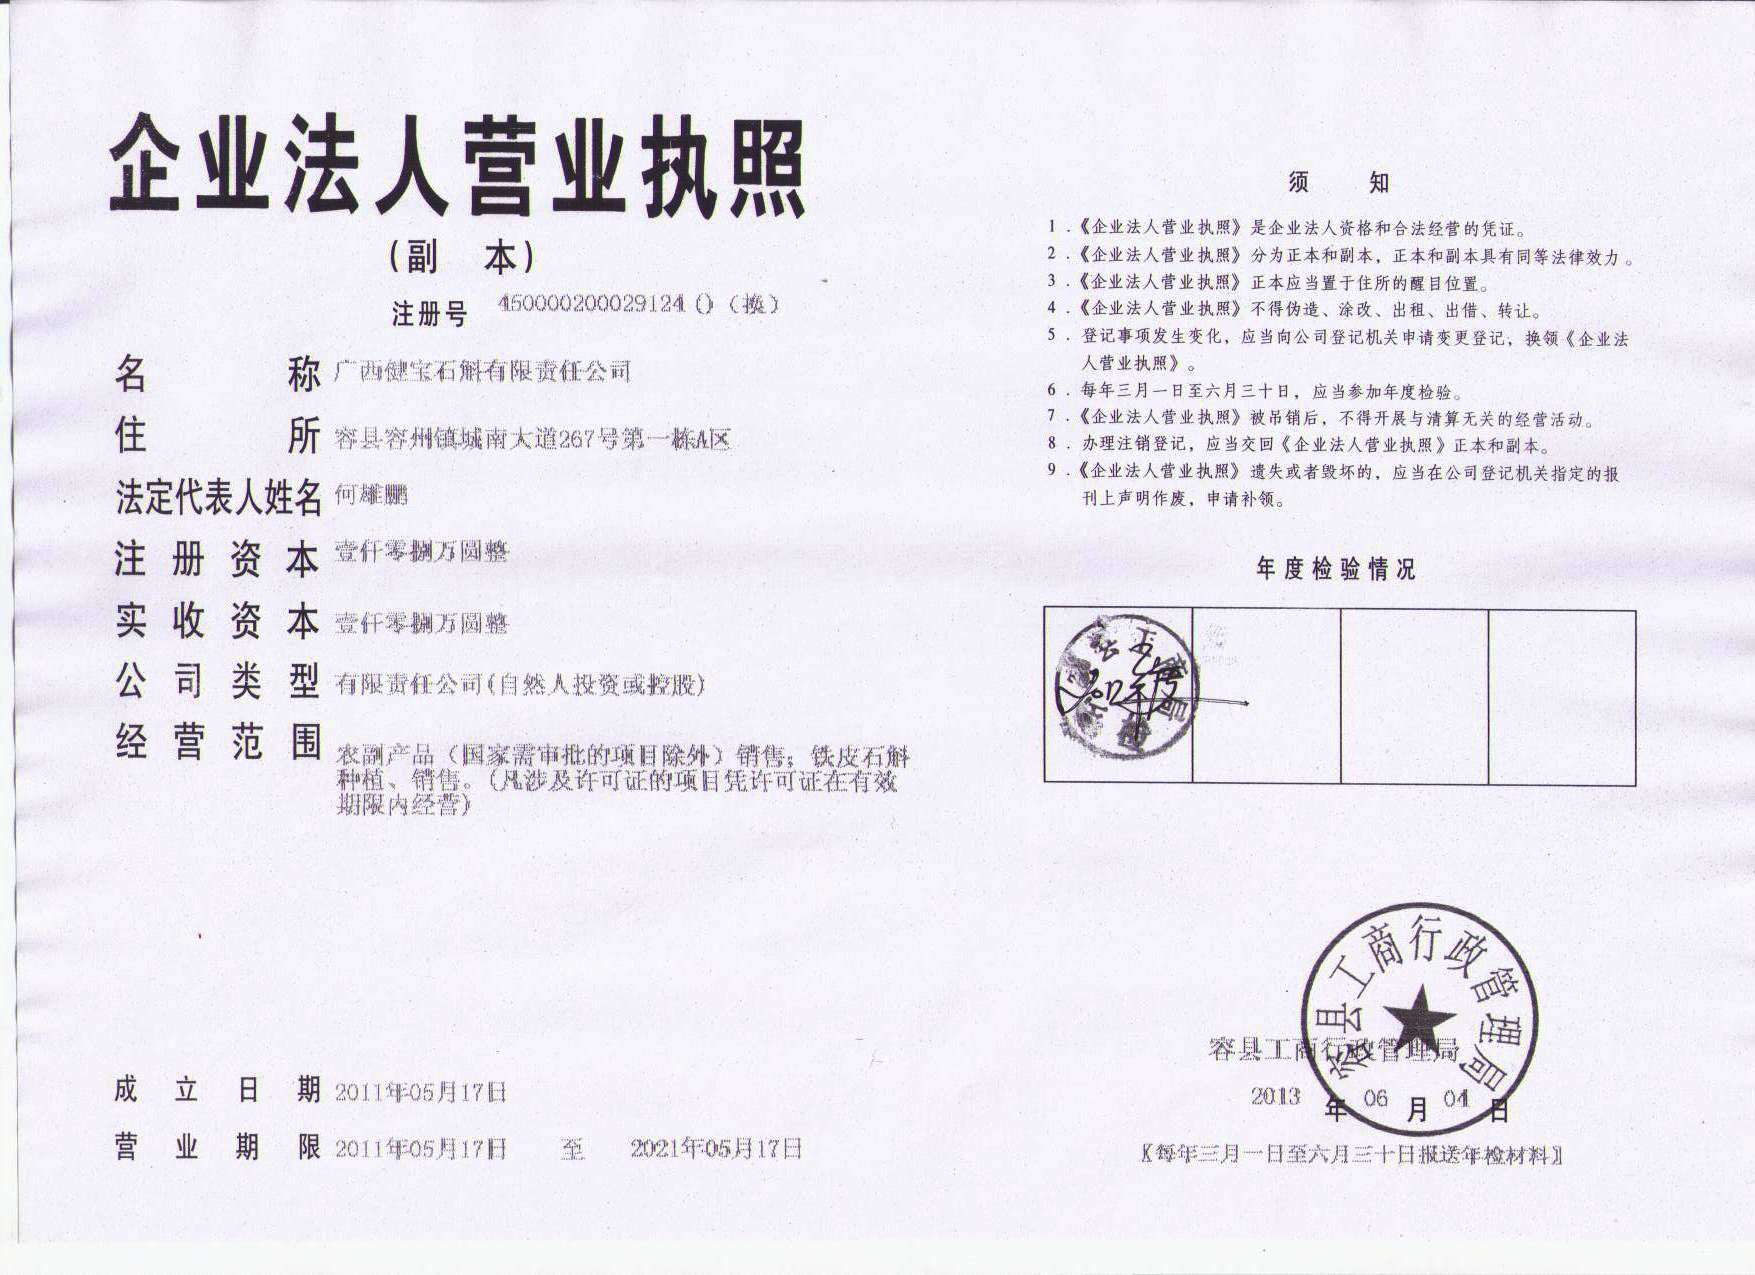 企业法人营业执照
(副 本)
注册号 450000200029124()(换)
名称 广西健宝石斛有限责任公司
住所 容县容州镇城南大道267号第一栋A区
法定代表人姓名 何雄鹏
注册资本 壹仟零捌万圆整
实收资本 壹仟零捌万圆整
公司类型 有限责任公司(自然人投资或控股)
经营范围 农副产品(国家需审批的项目除外)销售;铁皮石斛
种植、销售。(凡涉及许可证的项目凭许可证在有效
期限内经营)
成立日期 2011年05月17日
营业期限 2011年05月17日 至 2021年05月17日
须 知
1.《企业法人营业执照》是企业法人资格和合法经营的凭证。
2.《企业法人营业执照》分为正本和副本,正本和副本具有同等法律效力。
3.《企业法人营业执照》正本应当置于住所的醒目位置。
4.《企业法人营业执照》不得伪造、涂改、出租、出借、转让。
5.登记事项发生变化,应当向公司登记机关申请变更登记,换领《企业法
人营业执照》。
6.每年三月一日至六月三十日,应当参加年度检验。
7.《企业法人营业执照》被吊销后,不得开展与清算无关的经营活动。
8.办理注销登记,应当交回《企业法人营业执照》正本和副本。
9.《企业法人营业执照》遗失或者毁坏的,应当在公司登记机关指定的报
刊上声明作废,申请补领。
年度检验情况
2012年度
容县工商行政管理局
容县工商行政管理局
2013 年 06 月 04 日
〖每年三月一日至六月三十日报送年检材料〗